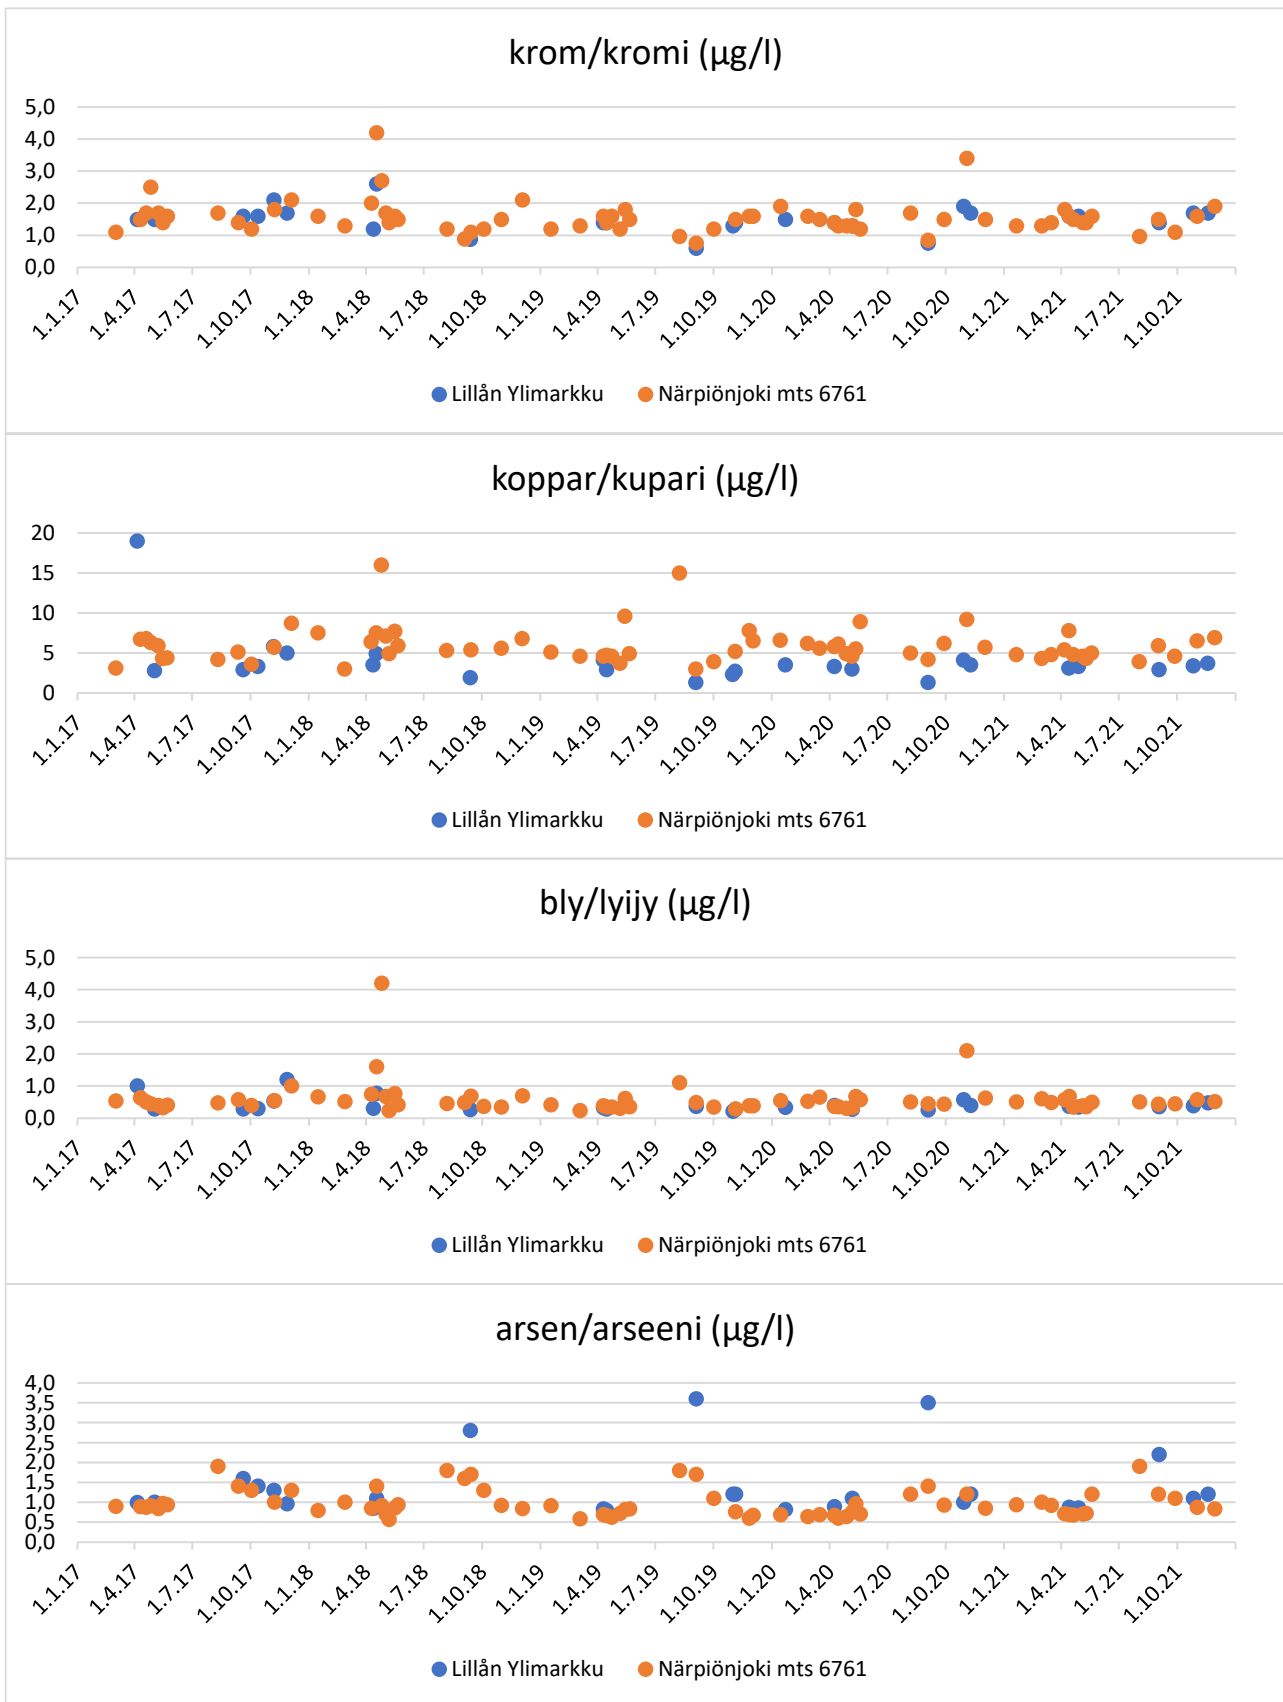 krom/kromi (µg/l)
5,0
4,0
3,0
2,0
1,0
0,0
1.1.17 1.4.17 1.7.17 1.10.17 1.1.18 1.4.18 1.7.18 1.10.18 1.1.19 1.4.19 1.7.19 1.10.19 1.1.20 1.4.20 1.7.20 1.10.20 1.1.21 1.4.21 1.7.21 1.10.21
Lillån Ylimarkku Närpiönjoki mts 6761
koppar/kupari (µg/l)
20
15
10
5
0
1.1.17 1.4.17 1.7.17 1.10.17 1.1.18 1.4.18 1.7.18 1.10.18 1.1.19 1.4.19 1.7.19 1.10.19 1.1.20 1.4.20 1.7.20 1.10.20 1.1.21 1.4.21 1.7.21 1.10.21
Lillån Ylimarkku Närpiönjoki mts 6761
bly/lyijy (µg/l)
5,0
4,0
3,0
2,0
1,0
0,0
1.1.17 1.4.17 1.7.17 1.10.17 1.1.18 1.4.18 1.7.18 1.10.18 1.1.19 1.4.19 1.7.19 1.10.19 1.1.20 1.4.20 1.7.20 1.10.20 1.1.21 1.4.21 1.7.21 1.10.21
Lillån Ylimarkku Närpiönjoki mts 6761
arsen/arseeni (µg/l)
4,0
3,5
3,0
2,5
2,0
1,5
1,0
0,5
0,0
1.1.17 1.4.17 1.7.17 1.10.17 1.1.18 1.4.18 1.7.18 1.10.18 1.1.19 1.4.19 1.7.19 1.10.19 1.1.20 1.4.20 1.7.20 1.10.20 1.1.21 1.4.21 1.7.21 1.10.21
Lillån Ylimarkku Närpiönjoki mts 6761